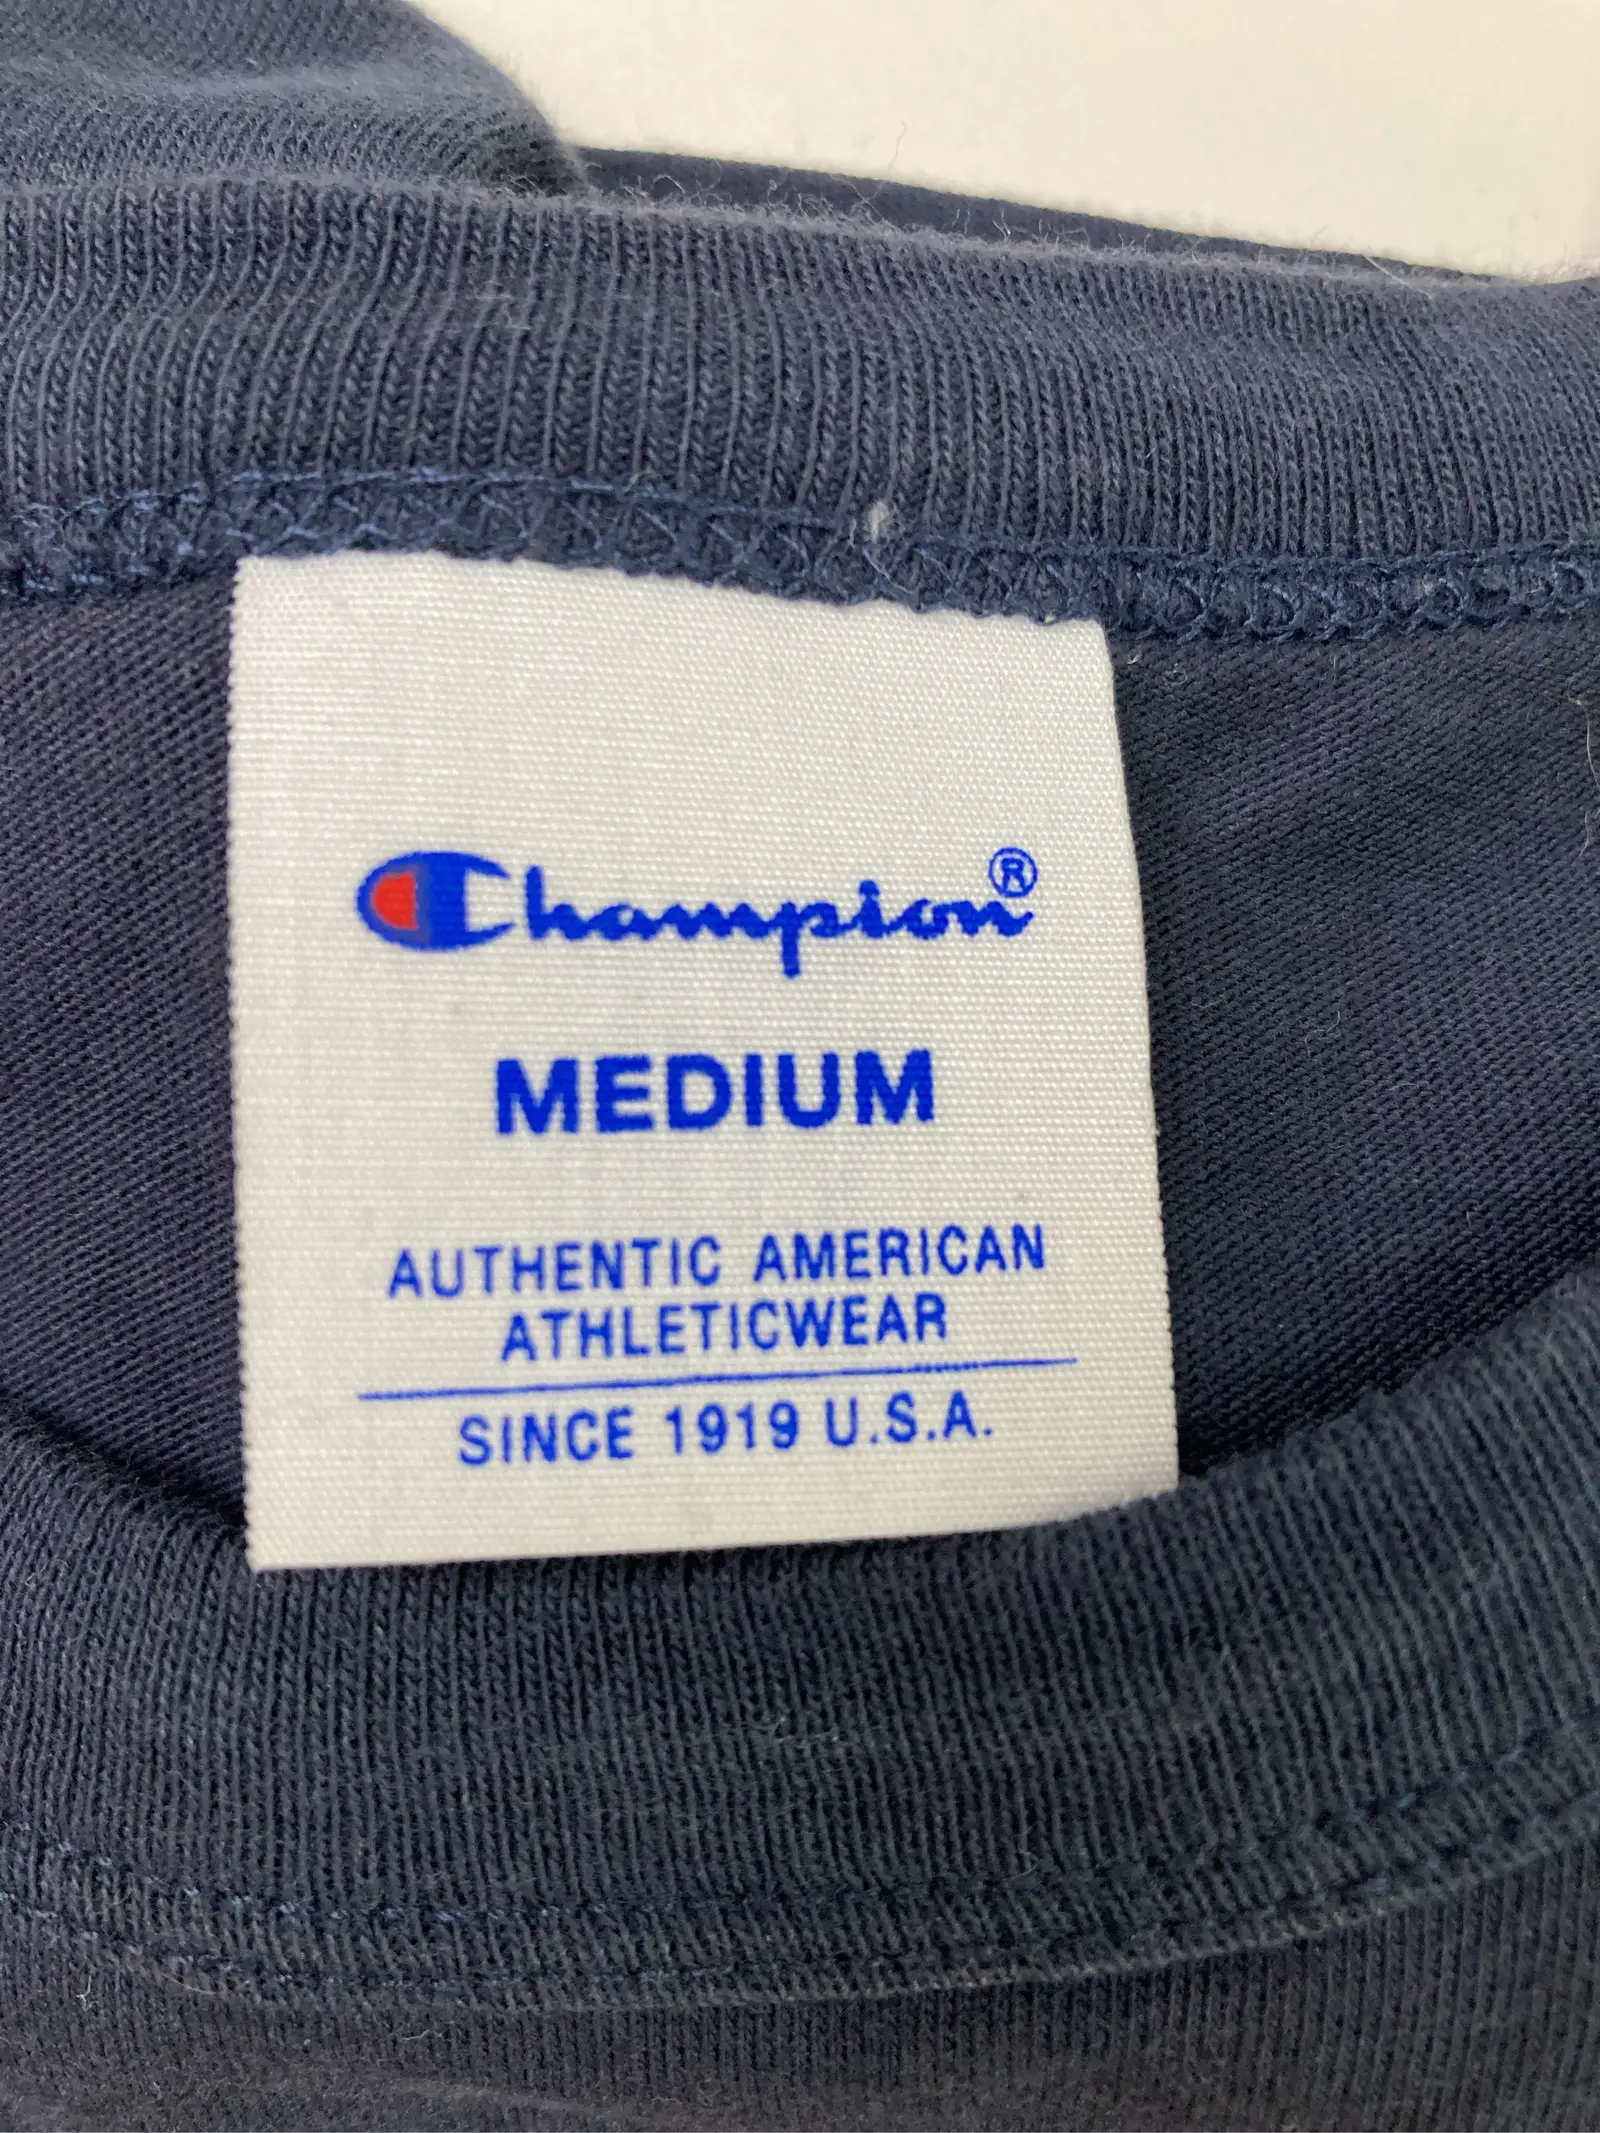 Champion®
MEDIUM
AUTHENTIC AMERICAN
ATHLETICWEAR
SINCE 1919 U.S.A.